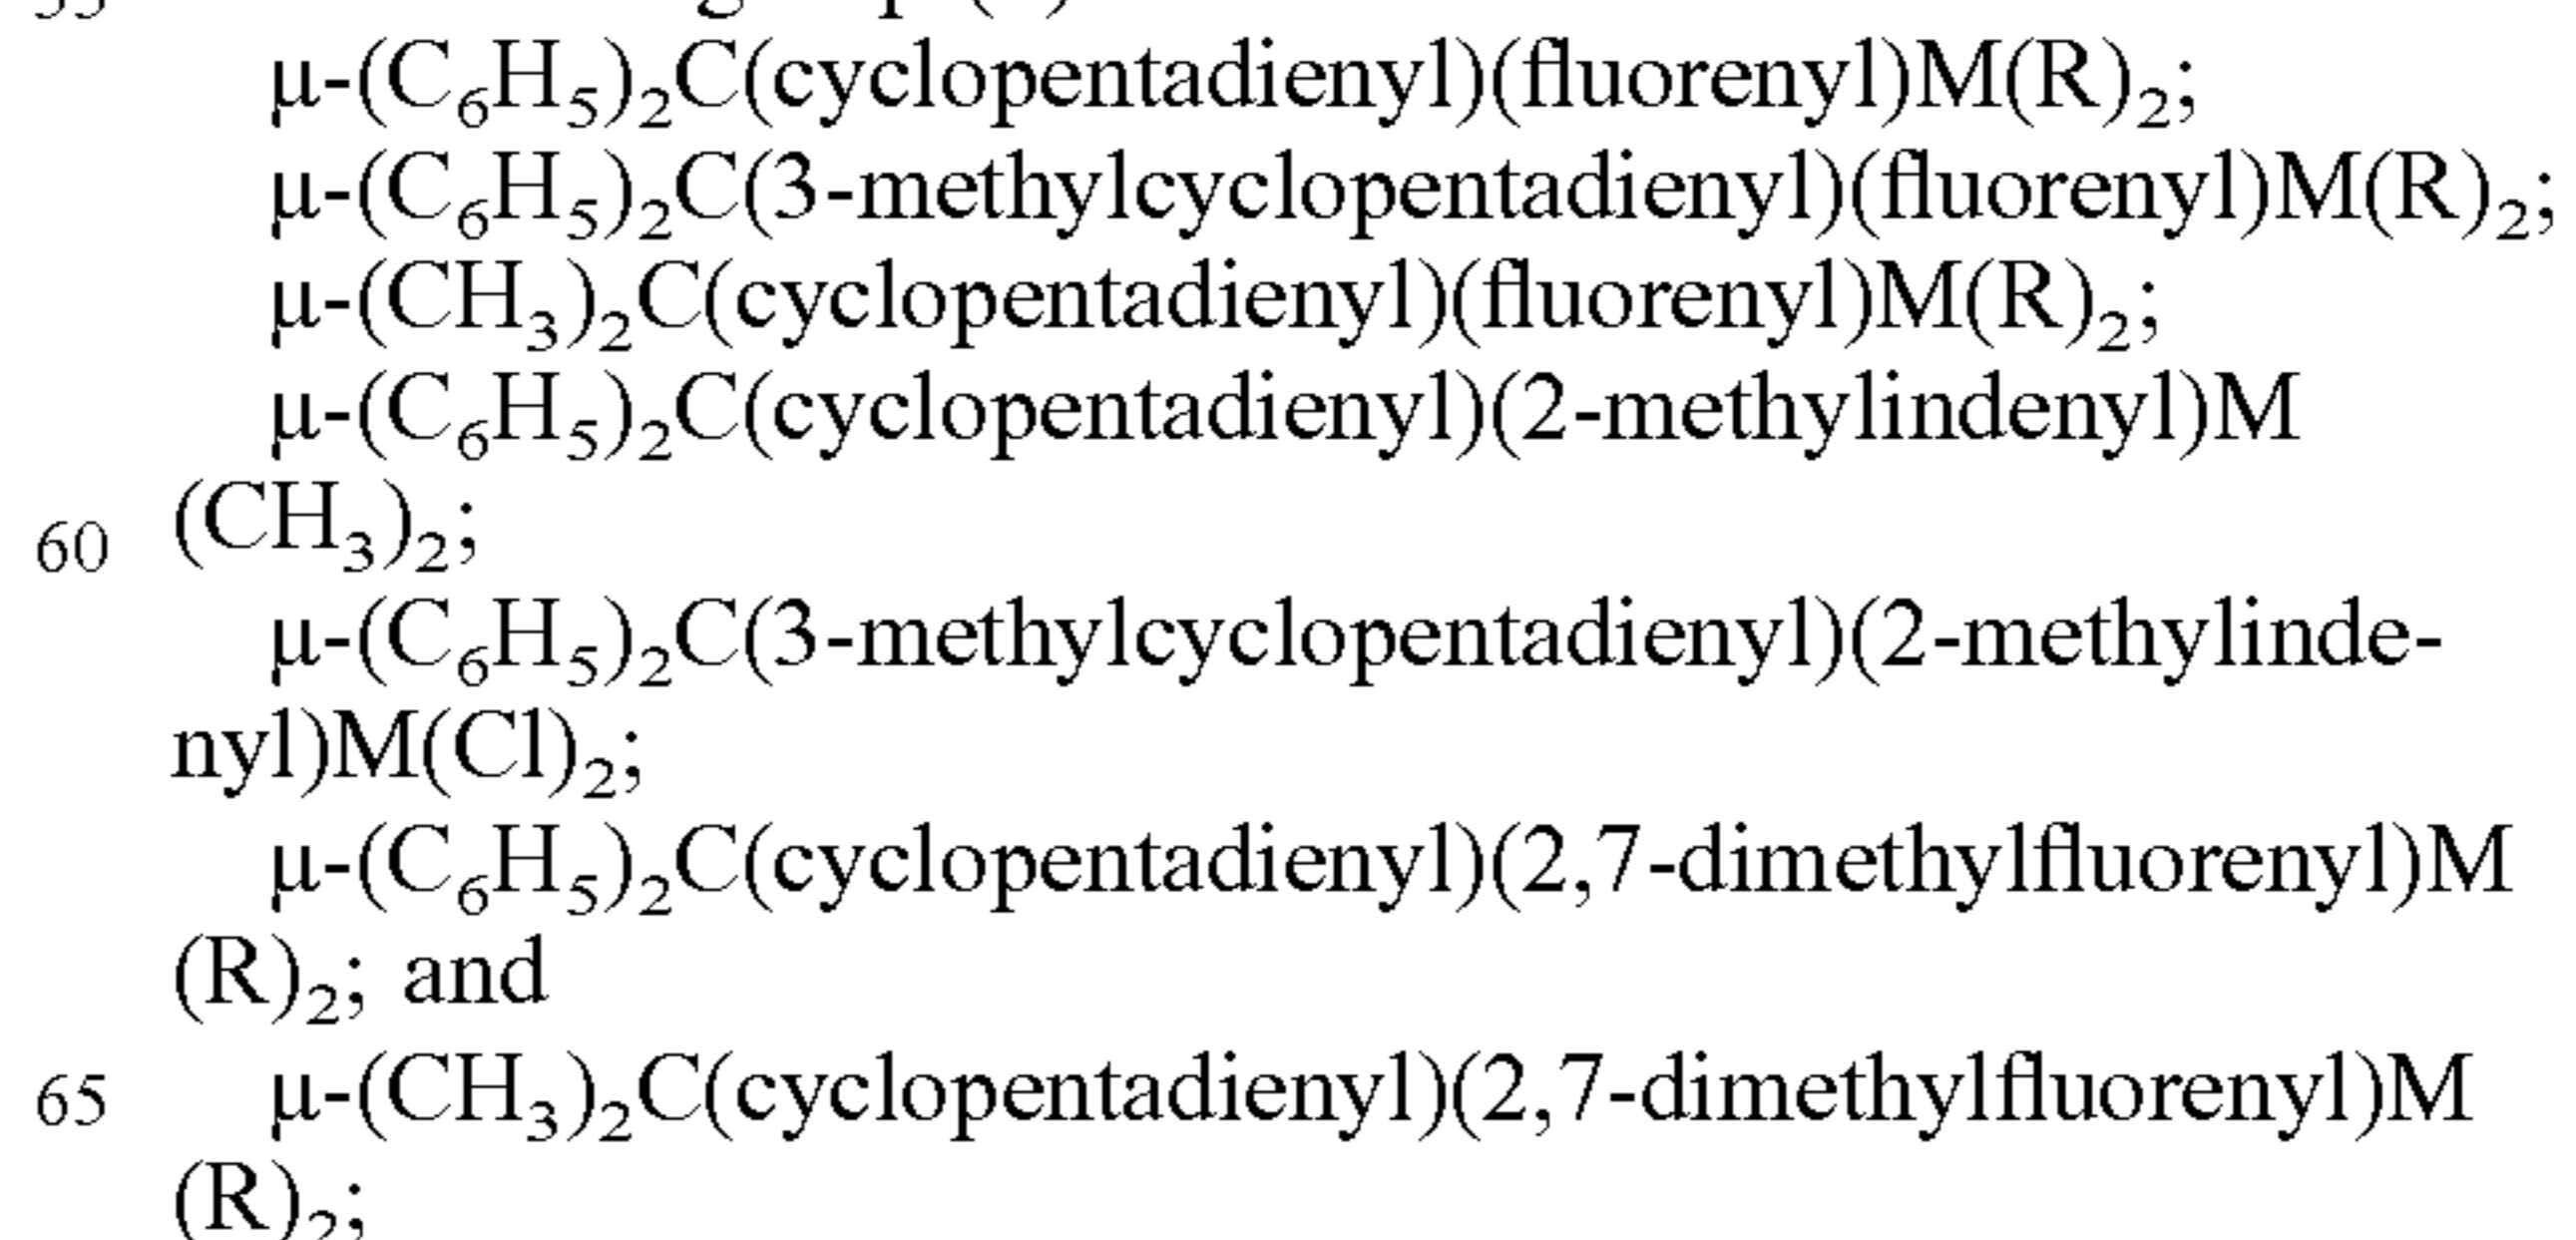 μ-(C₆H₅)₂C(cyclopentadienyl)(fluorenyl)M(R)₂;
μ-(C₆H₅)₂C(3-methylcyclopentadienyl)(fluorenyl)M(R)₂;
μ-(CH₃)₂C(cyclopentadienyl)(fluorenyl)M(R)₂;
μ-(C₆H₅)₂C(cyclopentadienyl)(2-methylindenyl)M
60 (CH₃)₂;
μ-(C₆H₅)₂C(3-methylcyclopentadienyl)(2-methylinde-
nyl)M(Cl)₂;
μ-(C₆H₅)₂C(cyclopentadienyl)(2,7-dimethylfluorenyl)M
(R)₂; and
65 μ-(CH₃)₂C(cyclopentadienyl)(2,7-dimethylfluorenyl)M
(R)₂;